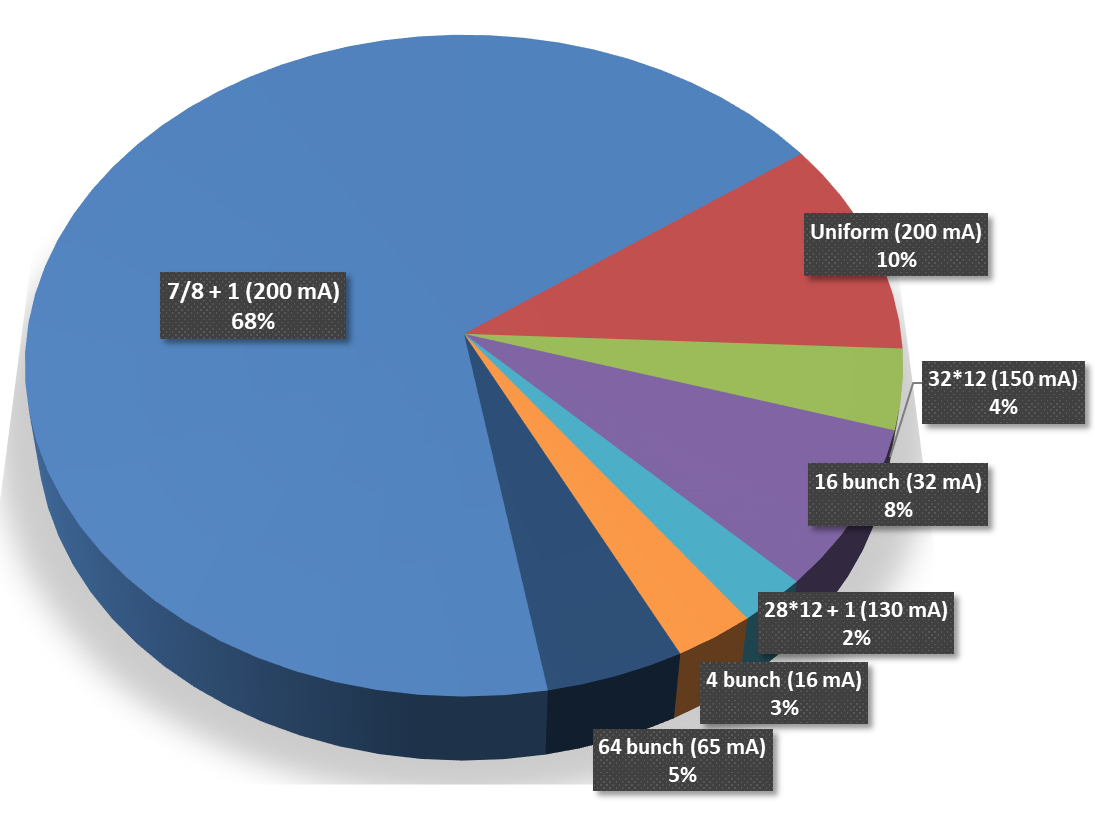 7/8 + 1 (200 mA)
68%
Uniform (200 mA)
10%
32*12 (150 mA)
4%
16 bunch (32 mA)
8%
28*12 + 1 (130 mA)
2%
4 bunch (16 mA)
3%
64 bunch (65 mA)
5%